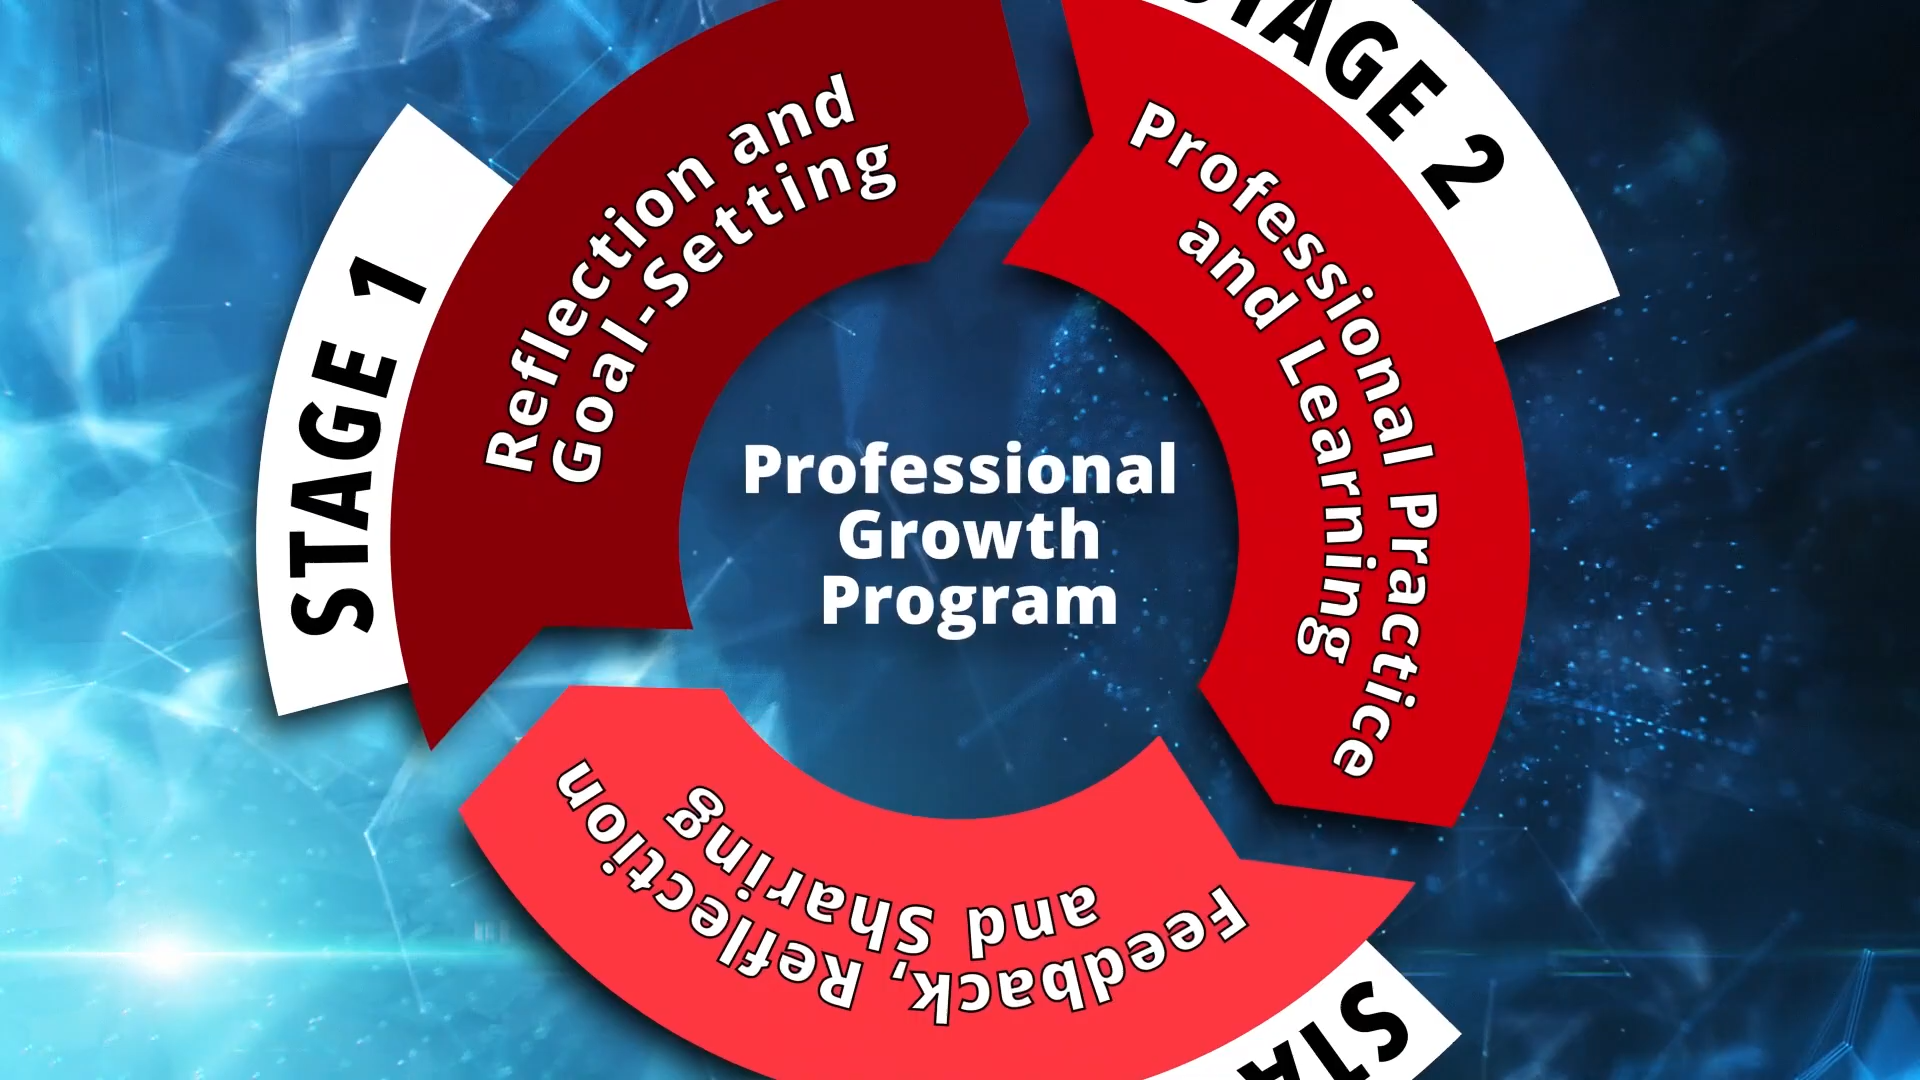 STAGE 1
Reflection and
Goal-Setting
STAGE 2
Professional Practice
and Learning
Professional
Growth
Program
Feedback, Reflection
and Sharing
STA